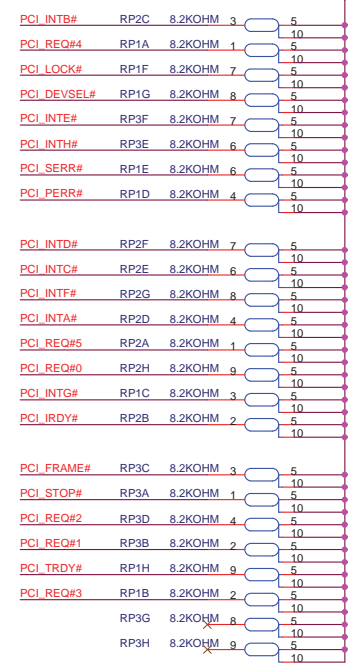 PCI_INTB# RP2C 8.2KOHM 3 5
10
PCI_REQ#4 RP1A 8.2KOHM 1 5
10
PCI_LOCK# RP1F 8.2KOHM 7 5
10
PCI_DEVSEL# RP1G 8.2KOHM 8 5
10
PCI_INTE# RP3F 8.2KOHM 7 5
10
PCI_INTH# RP3E 8.2KOHM 6 5
10
PCI_SERR# RP1E 8.2KOHM 6 5
10
PCI_PERR# RP1D 8.2KOHM 4 5
10
PCI_INTD# RP2F 8.2KOHM 7 5
10
PCI_INTC# RP2E 8.2KOHM 6 5
10
PCI_INTF# RP2G 8.2KOHM 8 5
10
PCI_INTA# RP2D 8.2KOHM 4 5
10
PCI_REQ#5 RP2A 8.2KOHM 1 5
10
PCI_REQ#0 RP2H 8.2KOHM 9 5
10
PCI_INTG# RP1C 8.2KOHM 3 5
10
PCI_IRDY# RP2B 8.2KOHM 2 5
10
PCI_FRAME# RP3C 8.2KOHM 3 5
10
PCI_STOP# RP3A 8.2KOHM 1 5
10
PCI_REQ#2 RP3D 8.2KOHM 4 5
10
PCI_REQ#1 RP3B 8.2KOHM 2 5
10
PCI_TRDY# RP1H 8.2KOHM 9 5
10
PCI_REQ#3 RP1B 8.2KOHM 2 5
10
RP3G 8.2KOHM 8 5
10
RP3H 8.2KOHM 9 5
10